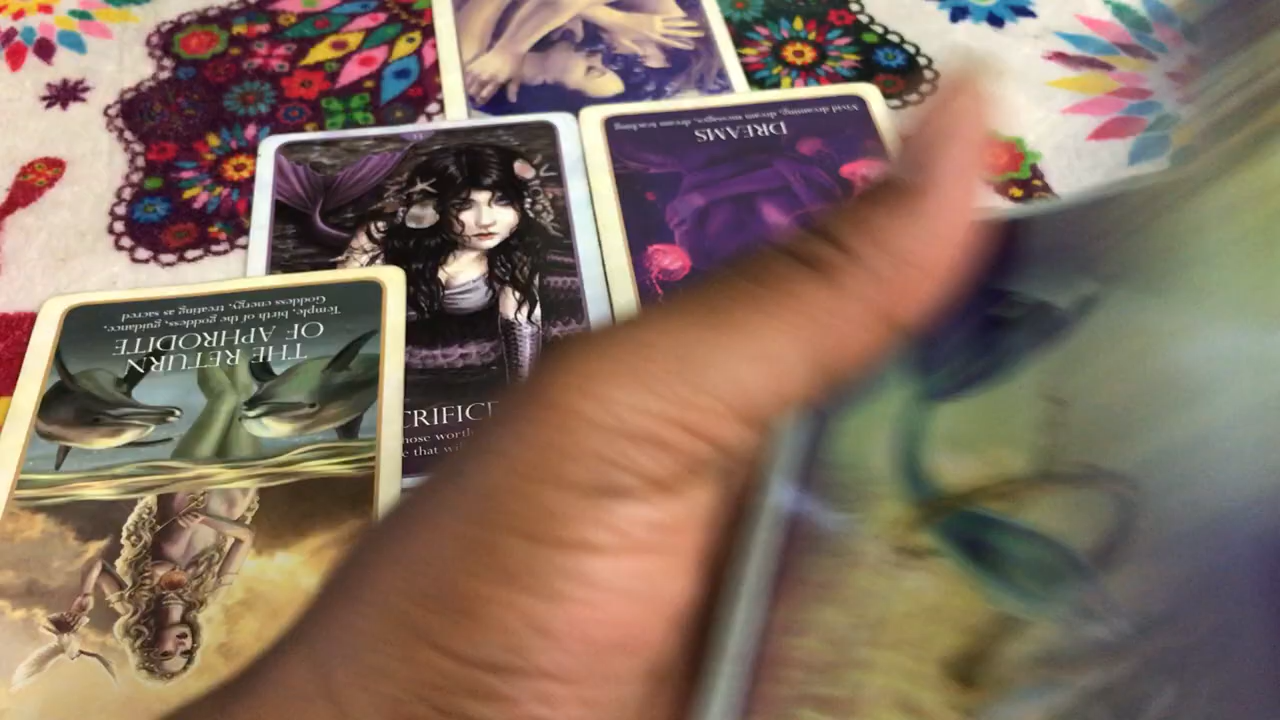 DREAMS
Vivid dreaming, dream messages, dream teaching
THE RETURN
OF APHRODITE
Temple, birth of the goddess, guidance,
Goddess energy, treating as sacred
CRIFICE
hose worth
e that wi